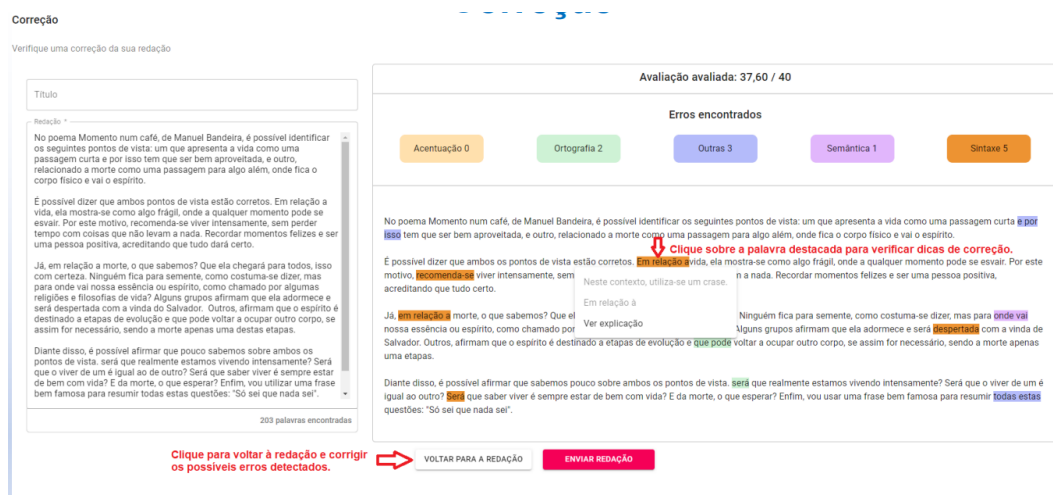 Correção
Correção
Verifique uma correção da sua redação
Título
Redação *
No poema Momento num café, de Manuel Bandeira, é possível identificar
os seguintes pontos de vista: um que apresenta a vida como uma
passagem curta e por isso tem que ser bem aproveitada, e outro,
relacionado a morte como uma passagem para algo além, onde fica o
corpo físico e vai o espírito.
É possível dizer que ambos pontos de vista estão corretos. Em relação a
vida, ela mostra-se como algo frágil, onde a qualquer momento pode se
esvair. Por este motivo, recomenda-se viver intensamente, sem perder
tempo com coisas que não levam a nada. Recordar momentos felizes e ser
uma pessoa positiva, acreditando que tudo dará certo.
Já, em relação a morte, o que sabemos? Que ela chegará para todos, isso
com certeza. Ninguém fica para semente, como costuma-se dizer, mas
para onde vai nossa essência ou espírito, como chamado por algumas
religiões e filosofias de vida? Alguns grupos afirmam que ela adormece e
será despertada com a vinda do Salvador. Outros, afirmam que o espírito é
destinado a etapas de evolução e que pode voltar a ocupar outro corpo, se
assim for necessário, sendo a morte apenas uma destas etapas.
Diante disso, é possível afirmar que pouco sabemos sobre ambos os
pontos de vista. será que realmente estamos vivendo intensamente? Será
que o viver de um é igual ao de outro? Será que saber viver é sempre estar
de bem com vida? E da morte, o que esperar? Enfim, vou utilizar uma frase
bem famosa para resumir todas estas questões: "Só sei que nada sei".
203 palavras encontradas
Avaliação avaliada: 37,60 / 40
Erros encontrados
Acentuação 0
Ortografia 2
Outras 3
Semântica 1
Sintaxe 5
No poema Momento num café, de Manuel Bandeira, é possível identificar os seguintes pontos de vista: um que apresenta a vida como uma passagem curta e por
isso tem que ser bem aproveitada, e outro, relacionado a morte como uma passagem para algo além, onde fica o corpo físico e vai o espírito.
Clique sobre a palavra destacada para verificar dicas de correção.
É possível dizer que ambos os pontos de vista estão corretos. Em relação a vida, ela mostra-se como algo frágil, onde a qualquer momento pode se esvair. Por este
motivo, recomenda-se viver intensamente, sem m a nada. Recordar momentos felizes e ser uma pessoa positiva,
acreditando que tudo certo.
Neste contexto, utiliza-se um crase.
Em relação à
Ver explicação
Já, em relação a morte, o que sabemos? Que el Ninguém fica para semente, como costuma-se dizer, mas para onde vai
nossa essência ou espírito, como chamado por Alguns grupos afirmam que ela adormece e será despertada com a vinda de
Salvador. Outros, afirmam que o espírito é destinado a etapas de evolução e que pode voltar a ocupar outro corpo, se assim for necessário, sendo a morte apenas
uma etapas.
Diante disso, é possível afirmar que sabemos pouco sobre ambos os pontos de vista. será que realmente estamos vivendo intensamente? Será que o viver de um é
igual ao outro? Será que saber viver é sempre estar de bem com vida? E da morte, o que esperar? Enfim, vou usar uma frase bem famosa para resumir todas estas
questões: "Só sei que nada sei".
Clique para voltar à redação e corrigir
os possíveis erros detectados.
VOLTAR PARA A REDAÇÃO
ENVIAR REDAÇÃO